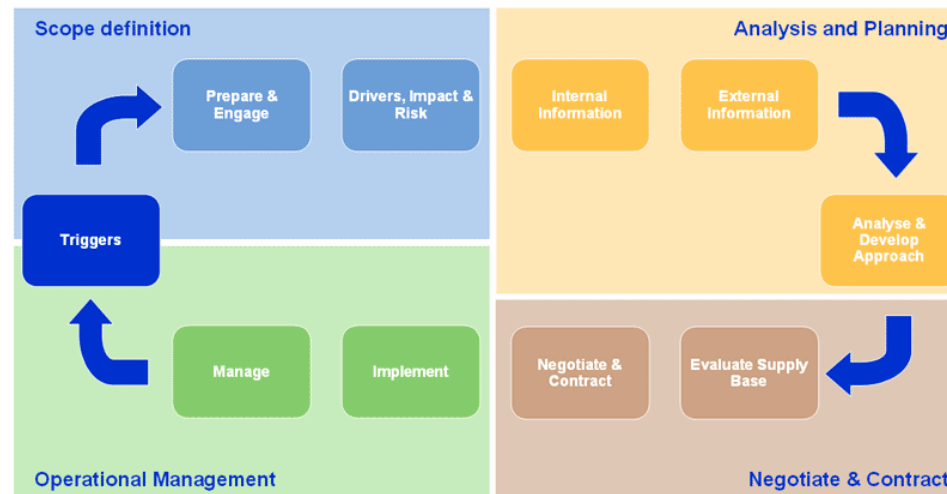 Scope definition
Analysis and Planning
Prepare &
Engage
Drivers, Impact &
Risk
Internal
Information
External
Information
Triggers
Analyse &
Develop
Approach
Manage
Implement
Negotiate &
Contract
Evaluate Supply
Base
Operational Management
Negotiate & Contract